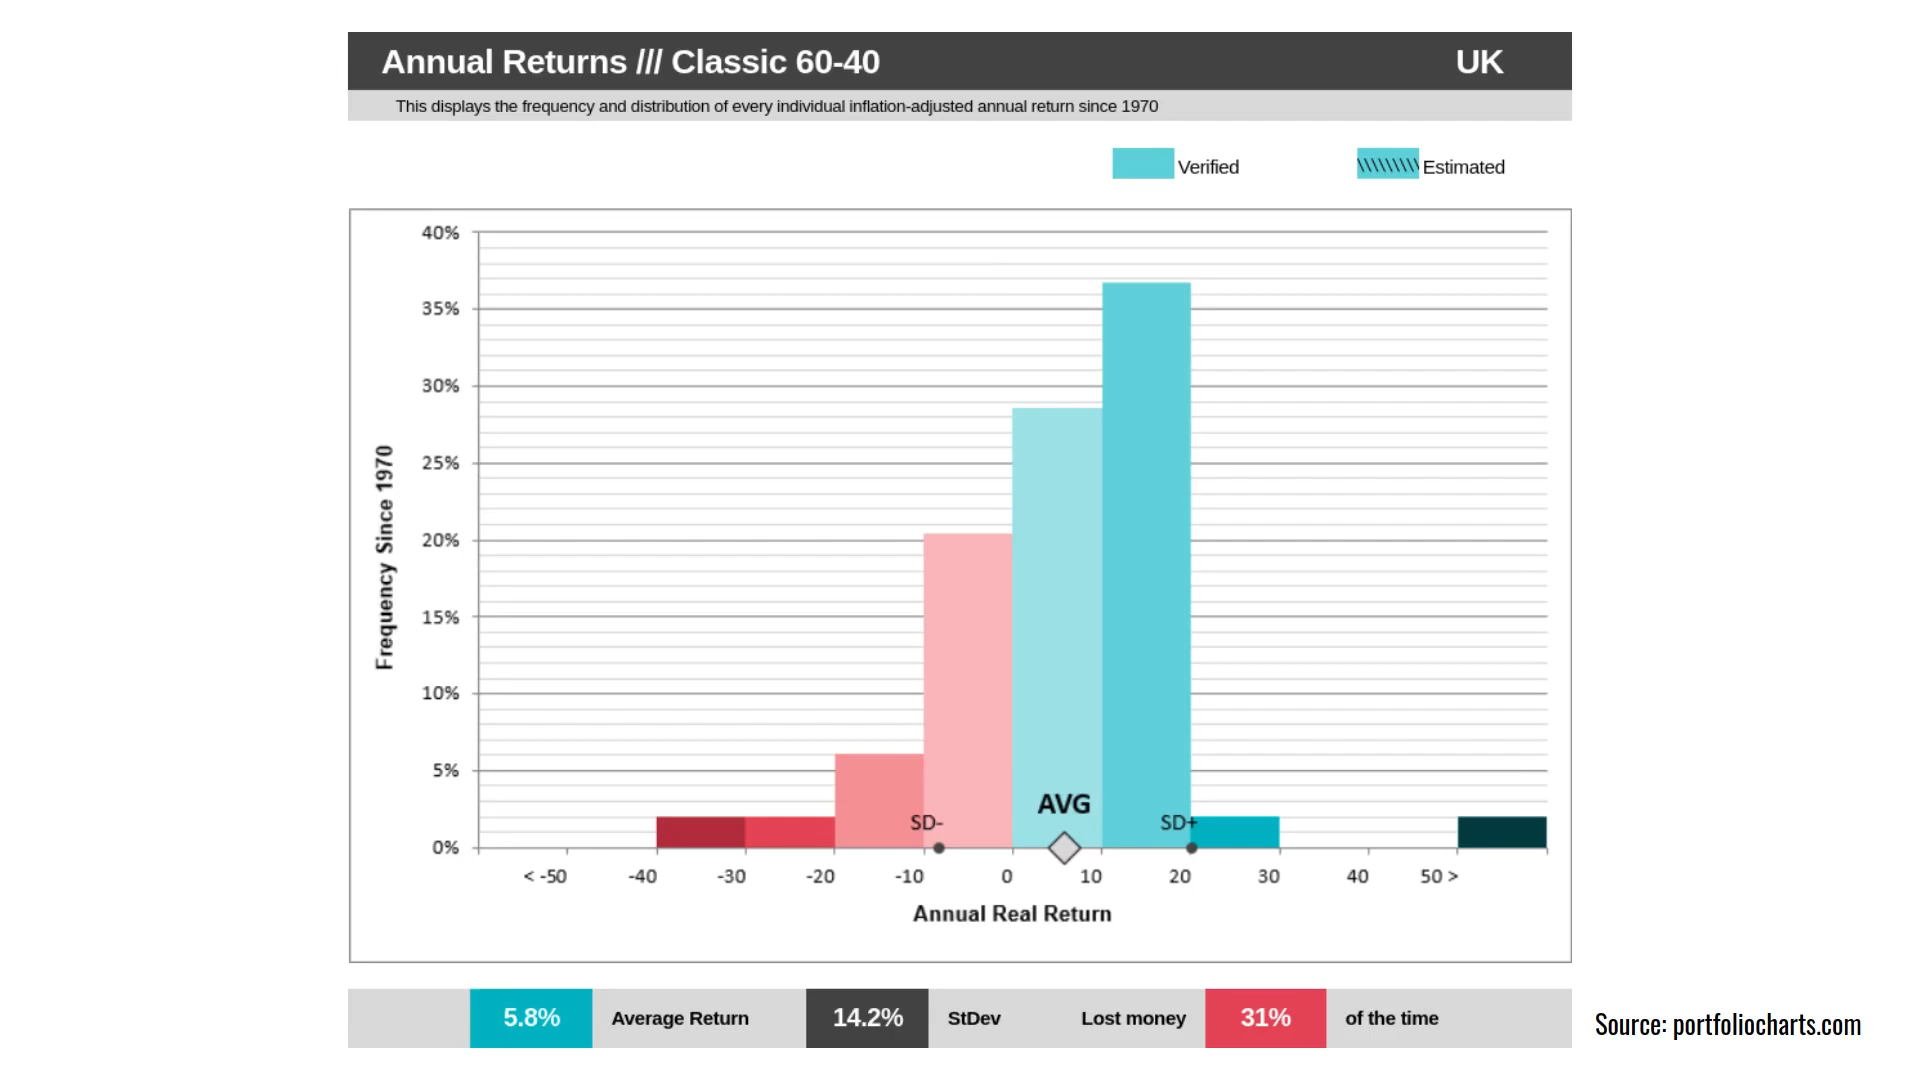 Annual Returns /// Classic 60-40
UK
This displays the frequency and distribution of every individual inflation-adjusted annual return since 1970
Verified
Estimated
40%
35%
30%
25%
20%
15%
10%
5%
0%
Frequency Since 1970
AVG
SD-
SD+
< -50
-40
-30
-20
-10
0
10
20
30
40
50 >
Annual Real Return
5.8%
Average Return
14.2%
StDev
Lost money
31%
of the time
Source: portfoliocharts.com